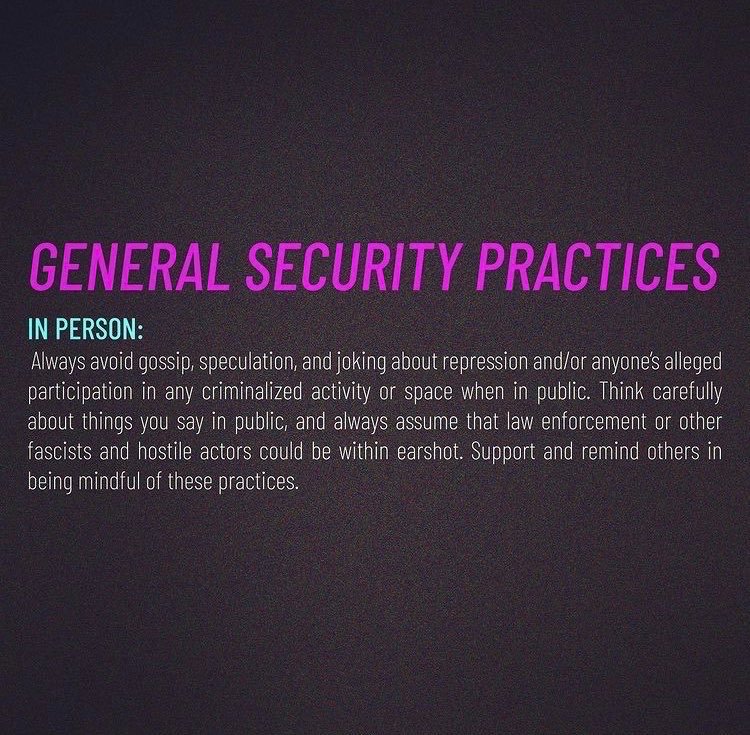 GENERAL SECURITY PRACTICES
IN PERSON:
Always avoid gossip, speculation, and joking about repression and/or anyone's alleged
participation in any criminalized activity or space when in public. Think carefully
about things you say in public, and always assume that law enforcement or other
fascists and hostile actors could be within earshot. Support and remind others in
being mindful of these practices.